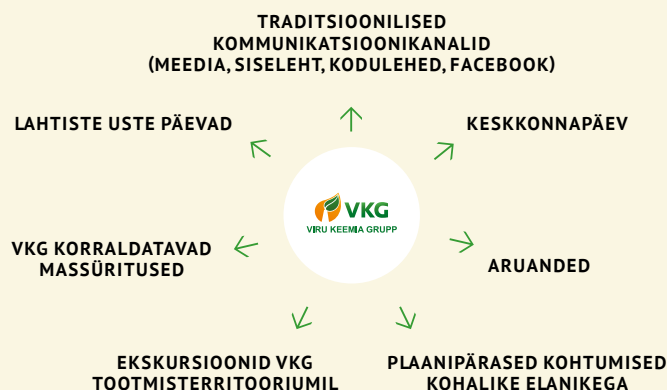 TRADITSIOONILISED
KOMMUNIKATSIOONIKANALID
(MEEDIA, SISELEHT, KODULEHED, FACEBOOK)
LAHTISTE USTE PÄEVAD
KESKKONNAPÄEV
VKG
VIRU KEEMIA GRUPP
VKG KORRALDATAVAD
MASSÜRITUSED
ARUANDED
EKSKURSIOONID VKG
TOOTMISTERRITOORIUMIL
PLAANIPÄRASED KOHTUMISED
KOHALIKE ELANIKEGA